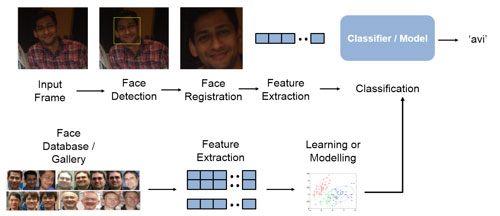 Classifier / Model
'avi'
Input
Frame
Face
Detection
Face
Registration
Feature
Extraction
Classification
Face
Database /
Gallery
Feature
Extraction
Learning or
Modelling